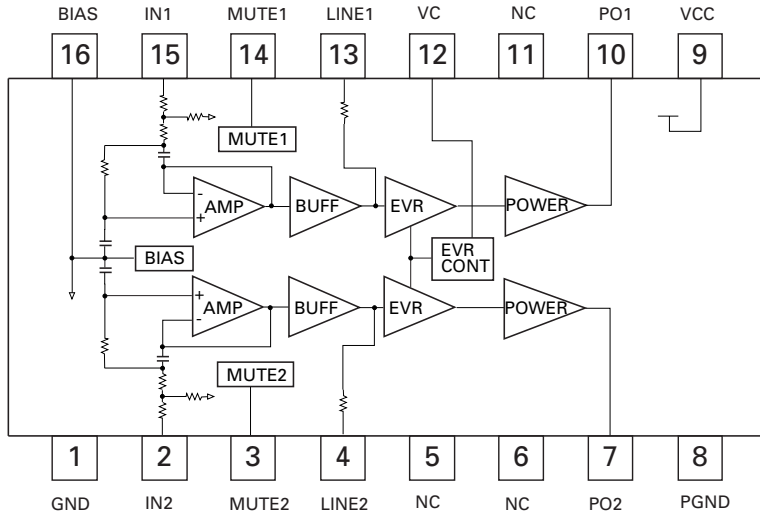 BIAS IN1 MUTE1 LINE1 VC NC PO1 VCC
16 15 14 13 12 11 10 9
MUTE1
- + AMP BUFF EVR POWER
BIAS
EVR
CONT
+ - AMP BUFF EVR POWER
MUTE2
1 2 3 4 5 6 7 8
GND IN2 MUTE2 LINE2 NC NC PO2 PGND